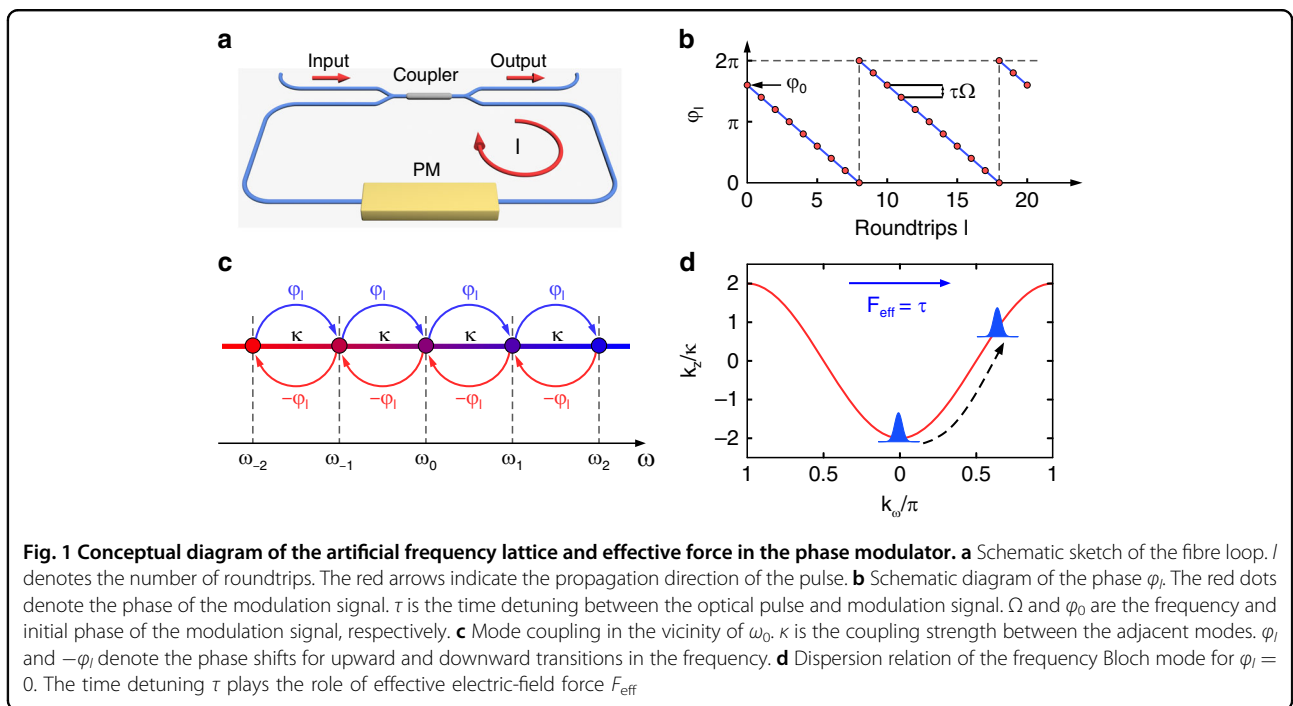 a
Input
Output
Coupler
l
PM
b
2π
π
0
φ₀
τΩ
φₗ
0 5 10 15 20
Roundtrips l
c
φₗ φₗ φₗ φₗ
κ κ κ κ
−φₗ −φₗ −φₗ −φₗ
ω₋₂ ω₋₁ ω₀ ω₁ ω₂ ω
d
F_eff = τ
k_z/κ
2
1
0
−1
−2
1 0.5 0 0.5 1
k_ω/π
Fig. 1 Conceptual diagram of the artificial frequency lattice and effective force in the phase modulator. a Schematic sketch of the fibre loop. l
denotes the number of roundtrips. The red arrows indicate the propagation direction of the pulse. b Schematic diagram of the phase φₗ. The red dots
denote the phase of the modulation signal. τ is the time detuning between the optical pulse and modulation signal. Ω and φ₀ are the frequency and
initial phase of the modulation signal, respectively. c Mode coupling in the vicinity of ω₀. κ is the coupling strength between the adjacent modes. φₗ
and −φₗ denote the phase shifts for upward and downward transitions in the frequency. d Dispersion relation of the frequency Bloch mode for φₗ =
0. The time detuning τ plays the role of effective electric-field force F_eff